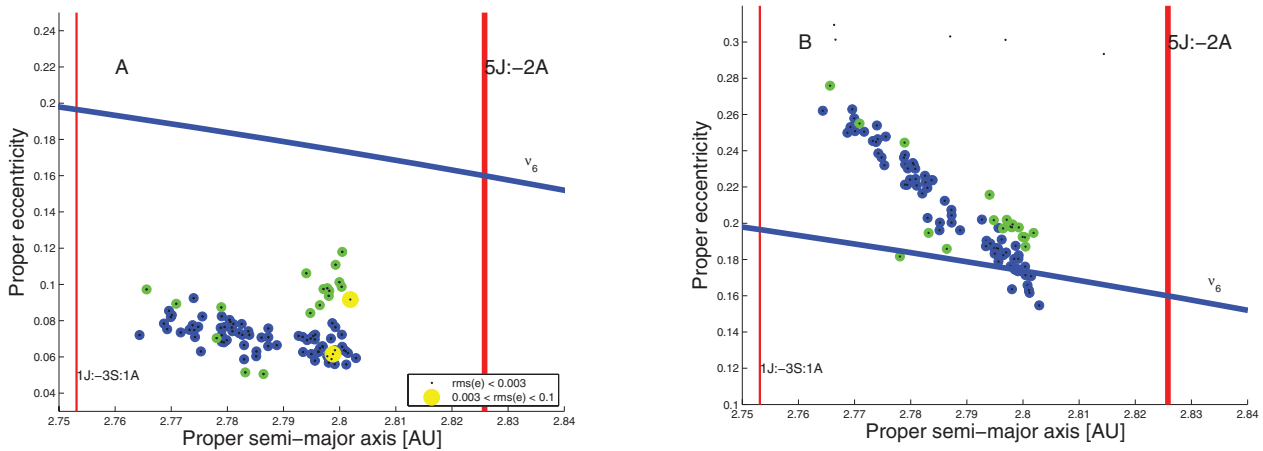 A
5J:−2A
ν6
1J:−3S:1A
rms(e) < 0.003
0.003 < rms(e) < 0.1
Proper eccentricity
0.24
0.22
0.2
0.18
0.16
0.14
0.12
0.1
0.08
0.06
0.04
2.75 2.76 2.77 2.78 2.79 2.8 2.81 2.82 2.83 2.84
Proper semi−major axis [AU]
B
5J:−2A
ν6
1J:−3S:1A
Proper eccentricity
0.3
0.28
0.26
0.24
0.22
0.2
0.18
0.16
0.14
0.12
0.1
2.75 2.76 2.77 2.78 2.79 2.8 2.81 2.82 2.83 2.84
Proper semi−major axis [AU]